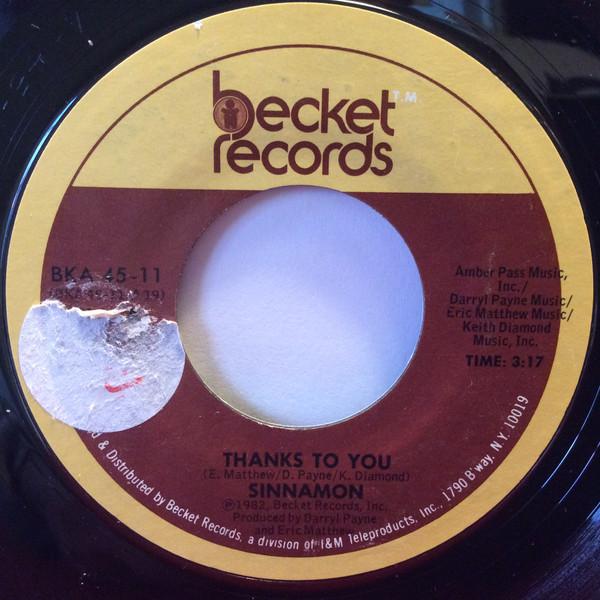 becket T.M.
records
BKA 45-11
Amber Pass Music,
Inc./
Darryl Payne Music/
Eric Matthew Music/
Keith Diamond
Music, Inc.
TIME: 3:17
THANKS TO YOU
(E. Matthew/D. Payne/K. Diamond)
SINNAMON
℗1982, Becket Records, Inc.
Produced by Darryl Payne
and Eric Matthew
& Distributed by Becket Records, a division of I&M Teleproducts, Inc., 1790 B'way, N.Y. 10019